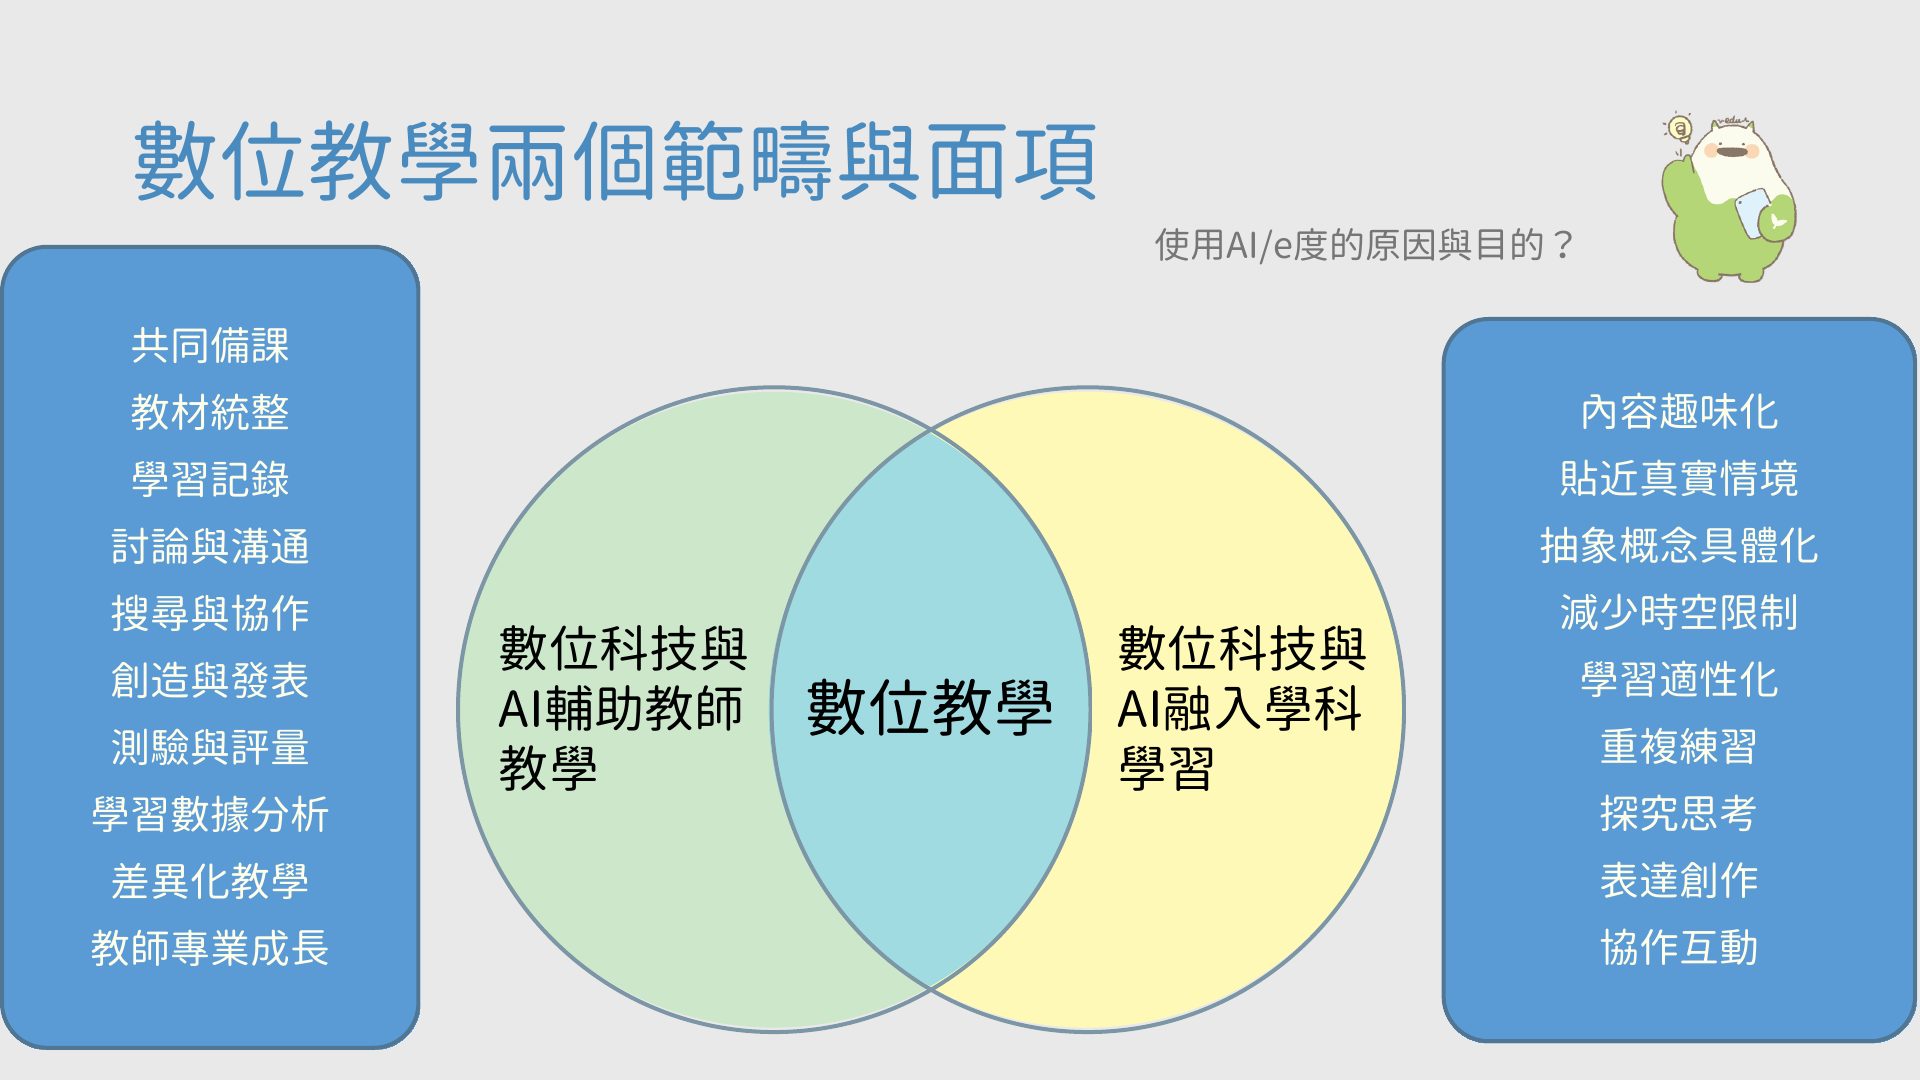 數位教學兩個範疇與面項
使用AI/e度的原因與目的？
edu
共同備課
教材統整
學習記錄
討論與溝通
搜尋與協作
創造與發表
測驗與評量
學習數據分析
差異化教學
教師專業成長
數位科技與
AI輔助教師
教學
數位教學
數位科技與
AI融入學科
學習
內容趣味化
貼近真實情境
抽象概念具體化
減少時空限制
學習適性化
重複練習
探究思考
表達創作
協作互動